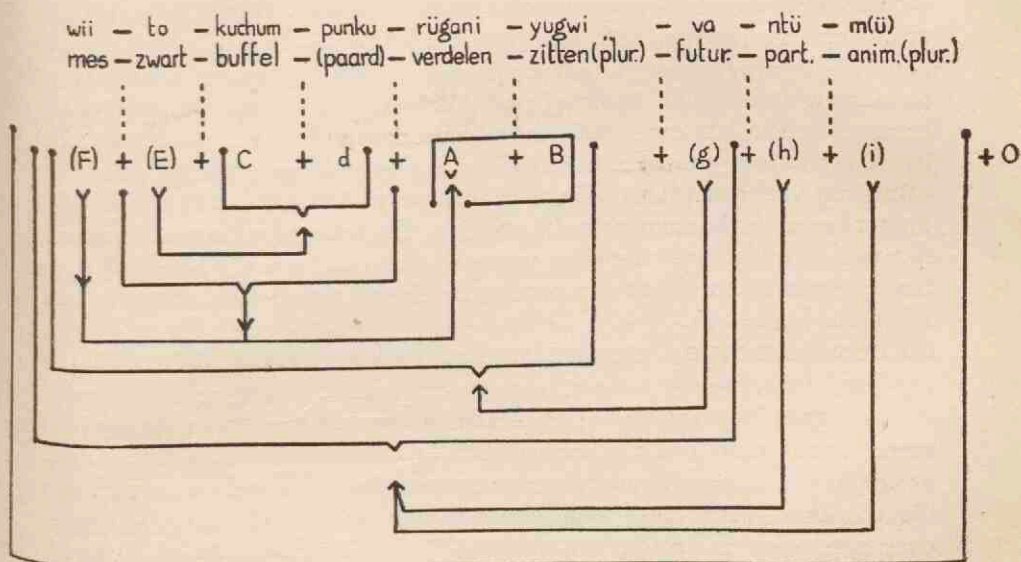 wii – to – kuchum – punku – rügani – yugwi – va – ntü – m(ü)
mes – zwart – buffel – (paard) – verdelen – zitten (plur.) – futur. – part. – anim.(plur.)
(F) + (E) + C + d + A + B + (g) + (h) + (i) + O